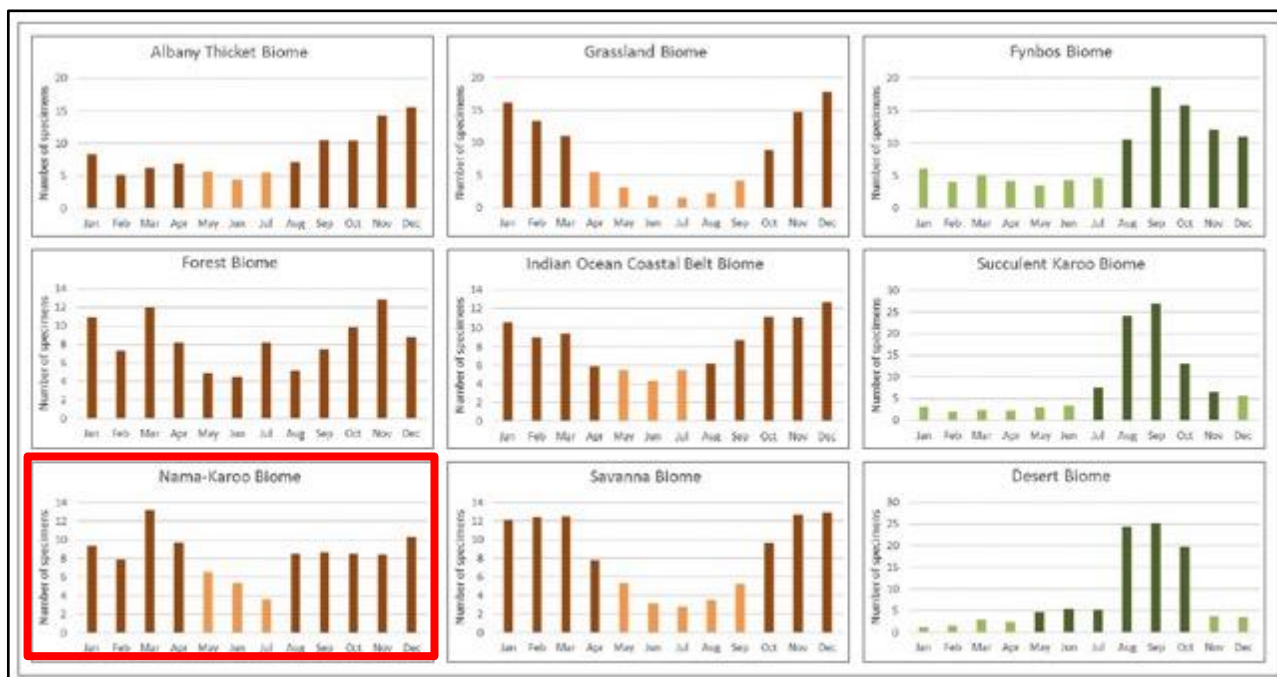 Albany Thicket Biome
Number of specimens
20
15
10
5
0
Jan Feb Mar Apr May Jun Jul Aug Sep Oct Nov Dec
Grassland Biome
Number of specimens
20
15
10
5
0
Jan Feb Mar Apr May Jun Jul Aug Sep Oct Nov Dec
Fynbos Biome
Number of specimens
20
15
10
5
0
Jan Feb Mar Apr May Jun Jul Aug Sep Oct Nov Dec
Forest Biome
Number of specimens
14
12
10
8
6
4
2
0
Jan Feb Mar Apr May Jun Jul Aug Sep Oct Nov Dec
Indian Ocean Coastal Belt Biome
Number of specimens
14
12
10
8
6
4
2
0
Jan Feb Mar Apr May Jun Jul Aug Sep Oct Nov Dec
Succulent Karoo Biome
Number of specimens
30
25
20
15
10
5
0
Jan Feb Mar Apr May Jun Jul Aug Sep Oct Nov Dec
Nama-Karoo Biome
Number of specimens
14
12
10
8
6
4
2
0
Jan Feb Mar Apr May Jun Jul Aug Sep Oct Nov Dec
Savanna Biome
Number of specimens
14
12
10
8
6
4
2
0
Jan Feb Mar Apr May Jun Jul Aug Sep Oct Nov Dec
Desert Biome
Number of specimens
30
25
20
15
10
5
0
Jan Feb Mar Apr May Jun Jul Aug Sep Oct Nov Dec